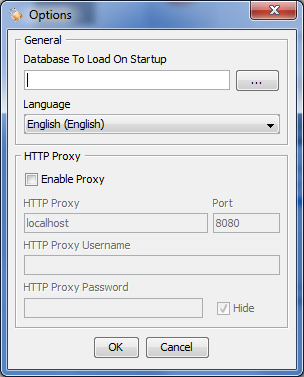 Options
General
Database To Load On Startup
...
Language
English (English)
HTTP Proxy
Enable Proxy
HTTP Proxy Port
localhost 8080
HTTP Proxy Username
HTTP Proxy Password
Hide
OK Cancel